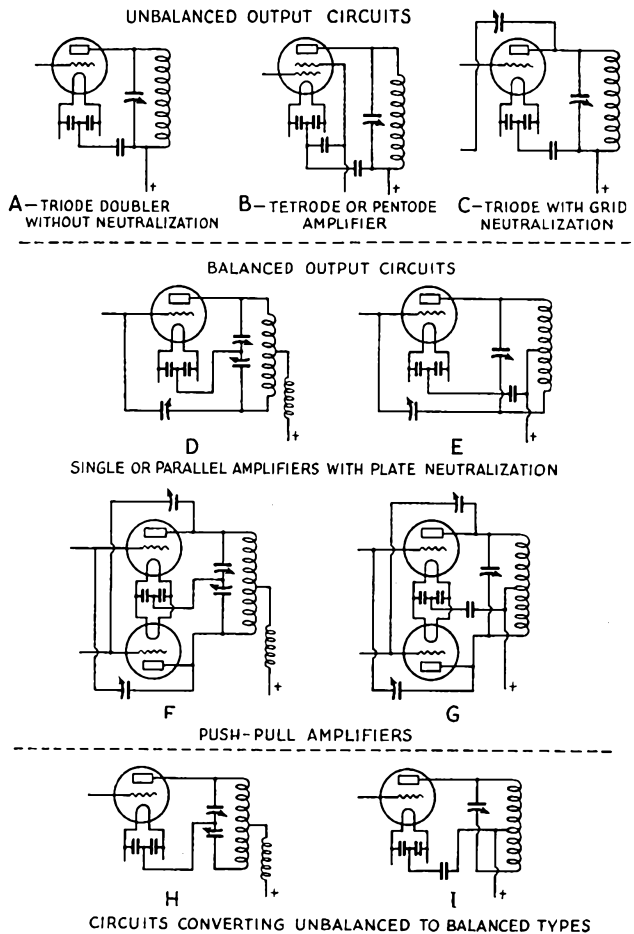 UNBALANCED OUTPUT CIRCUITS
+
+
+
A—TRIODE DOUBLER
WITHOUT NEUTRALIZATION
B—TETRODE OR PENTODE
AMPLIFIER
C—TRIODE WITH GRID
NEUTRALIZATION
BALANCED OUTPUT CIRCUITS
+
+
D
E
SINGLE OR PARALLEL AMPLIFIERS WITH PLATE NEUTRALIZATION
+
+
F
G
PUSH-PULL AMPLIFIERS
+
+
H
I
CIRCUITS CONVERTING UNBALANCED TO BALANCED TYPES